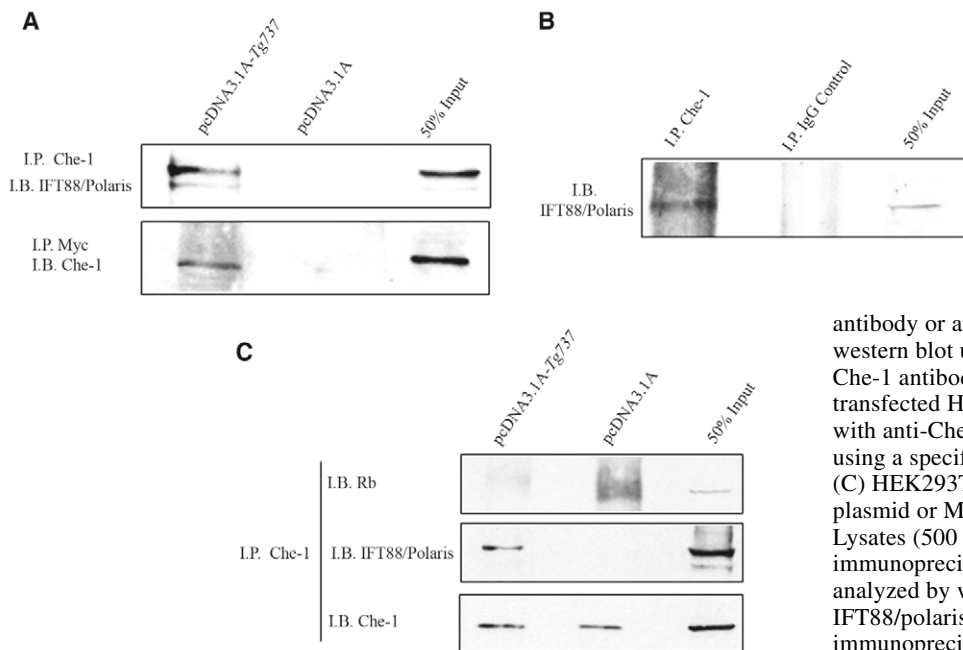 A
pcDNA3.1A-Tg737
pcDNA3.1A
50% Input
I.P. Che-1
I.B. IFT88/Polaris
I.P. Myc
I.B. Che-1
B
I.P. Che-1
I.P. IgG Control
50% Input
I.B.
IFT88/Polaris
C
pcDNA3.1A-Tg737
pcDNA3.1A
50% Input
I.P. Che-1
I.B. Rb
I.B. IFT88/Polaris
I.B. Che-1
antibody or a
western blot u
Che-1 antibod
transfected H
with anti-Che
using a specif
(C) HEK293T
plasmid or M
Lysates (500
immunoprecip
analyzed by w
IFT88/polaris
immunoprecip